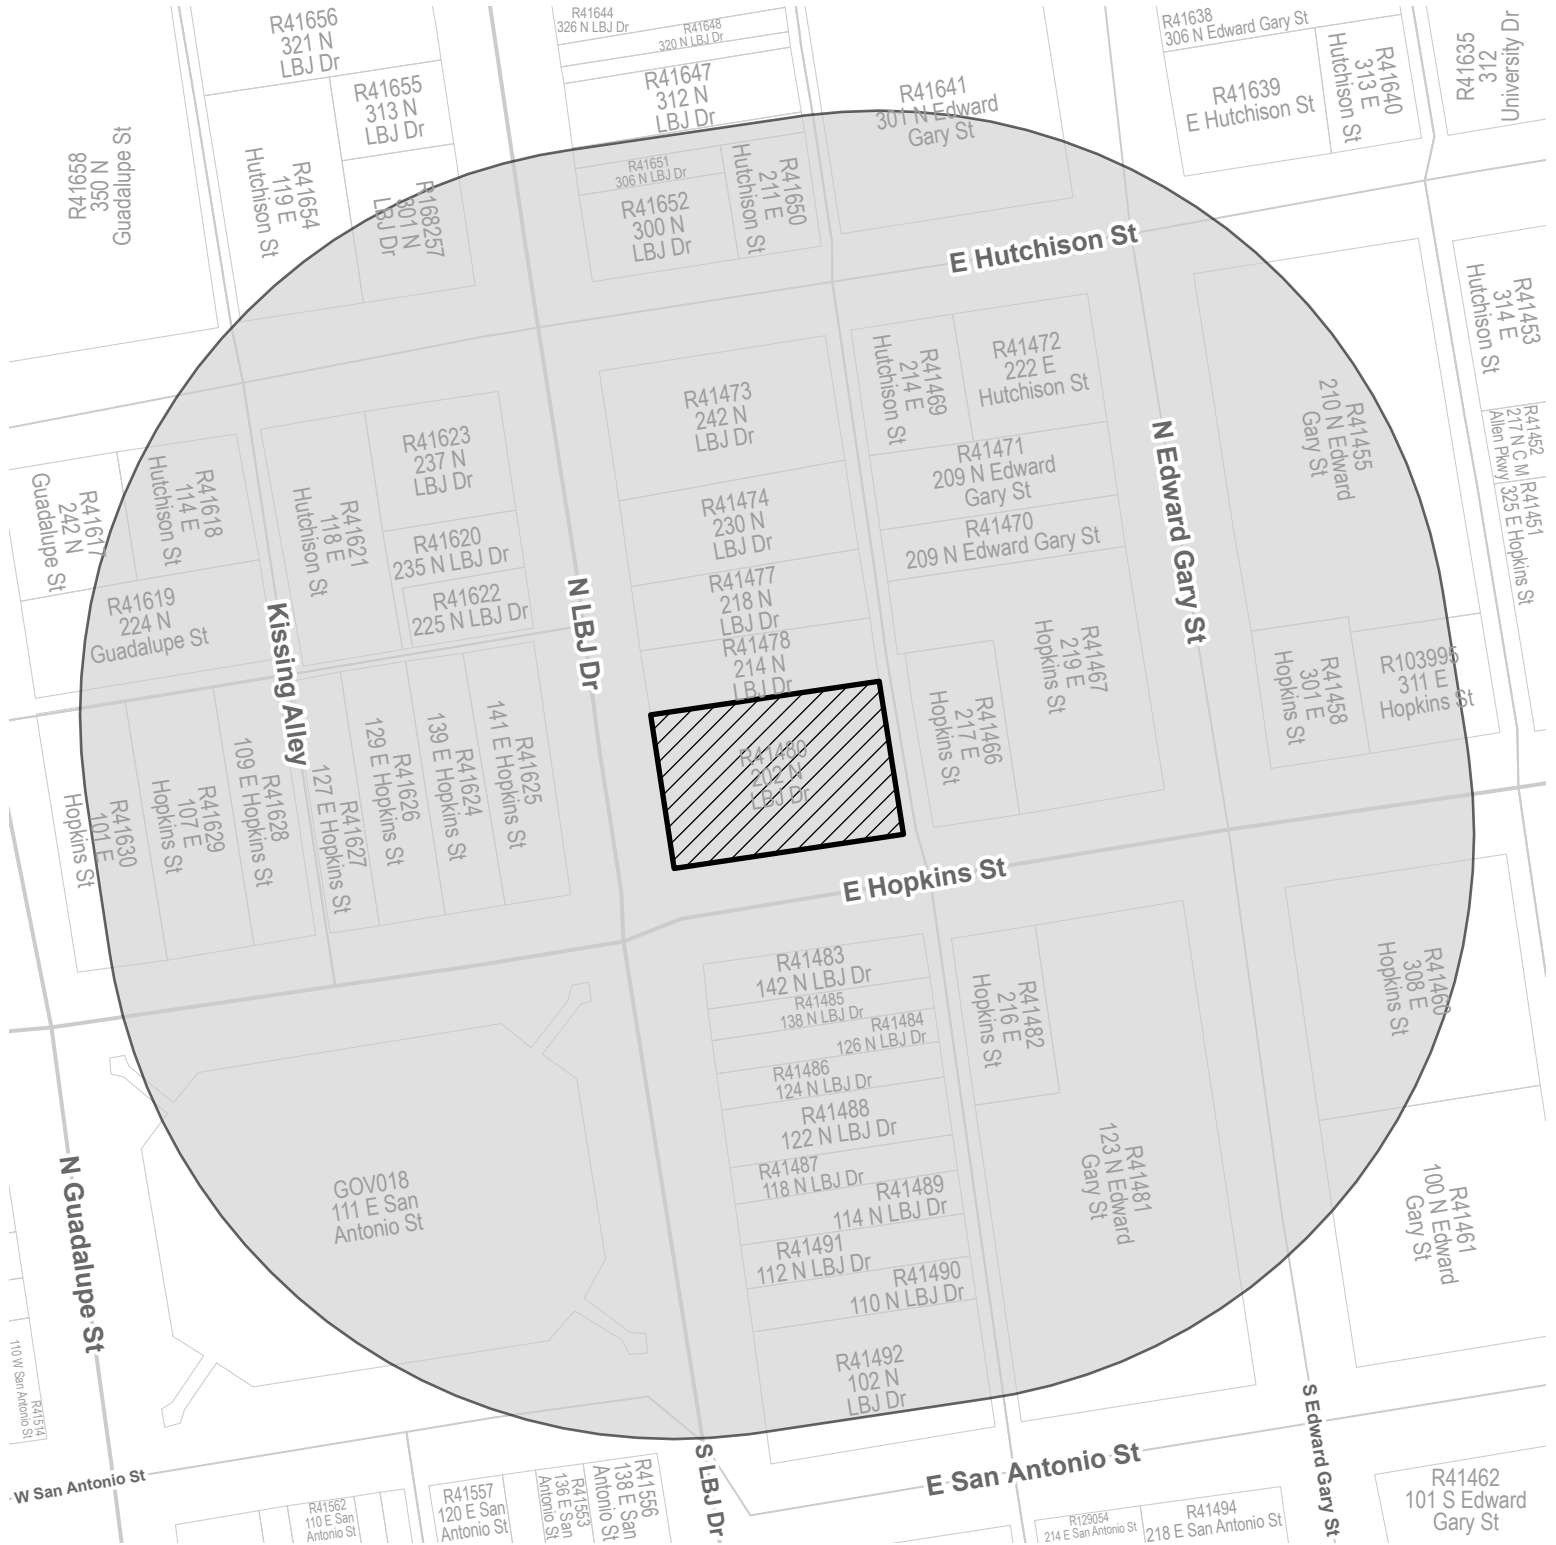 R41656
321 N
LBJ Dr
R41655
313 N
LBJ Dr
R41658
350 N
Guadalupe St
R41654
119 E
Hutchison St
R168257
301 N
LBJ Dr
R41644
326 N LBJ Dr
R41648
320 N LBJ Dr
R41647
312 N
LBJ Dr
R41651
306 N LBJ Dr
R41652
300 N
LBJ Dr
R41650
211 E
Hutchison St
R41641
301 N Edward
Gary St
R41638
306 N Edward Gary St
R41639
E Hutchison St
R41640
313 E
Hutchison St
R41635
312
University Dr
E Hutchison St
R41453
314 E
Hutchison St
R41452
217 N C M
Allen Pkwy
R41451
325 E Hopkins St
R41473
242 N
LBJ Dr
R41469
214 E
Hutchison St
R41472
222 E
Hutchison St
R41471
209 N Edward
Gary St
R41470
209 N Edward Gary St
R41455
210 N Edward
Gary St
N Edward Gary St
R41617
242 N
Guadalupe St
R41618
114 E
Hutchison St
R41619
224 N
Guadalupe St
R41621
118 E
Hutchison St
R41623
237 N
LBJ Dr
R41620
235 N LBJ Dr
R41622
225 N LBJ Dr
Kissing Alley
N LBJ Dr
R41474
230 N
LBJ Dr
R41477
218 N
LBJ Dr
R41478
214 N
LBJ Dr
R41480
202 N
LBJ Dr
R41466
217 E
Hopkins St
R41467
219 E
Hopkins St
R41458
301 E
Hopkins St
R103995
311 E
Hopkins St
R41630
101 E
Hopkins St
R41629
107 E
Hopkins St
R41628
109 E Hopkins St
R41627
127 E Hopkins St
R41626
129 E Hopkins St
R41624
139 E Hopkins St
R41625
141 E Hopkins St
E Hopkins St
R41483
142 N LBJ Dr
R41485
138 N LBJ Dr
R41484
126 N LBJ Dr
R41486
124 N LBJ Dr
R41488
122 N LBJ Dr
R41487
118 N LBJ Dr
R41489
114 N LBJ Dr
R41491
112 N LBJ Dr
R41490
110 N LBJ Dr
R41492
102 N
LBJ Dr
R41482
216 E
Hopkins St
R41481
123 N Edward
Gary St
R41460
308 E
Hopkins St
R41461
100 N Edward
Gary St
GOV018
111 E San
Antonio St
N Guadalupe St
R41514
110 W San Antonio St
W San Antonio St
R41562
110 E San
Antonio St
R41557
120 E San
Antonio St
R41553
136 E San
Antonio St
R41556
138 E San
Antonio St
S LBJ Dr
E San Antonio St
R129054
214 E San Antonio St
R41494
218 E San Antonio St
S Edward Gary St
R41462
101 S Edward
Gary St